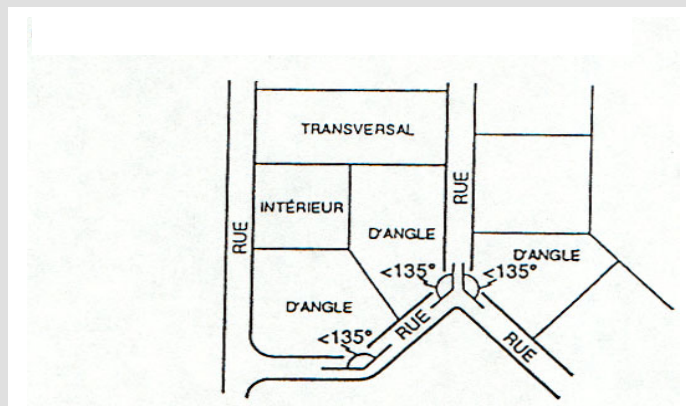 TRANSVERSAL
RUE
INTÉRIEUR
RUE
D'ANGLE
D'ANGLE
<135°
<135°
D'ANGLE
<135°
RUE
RUE